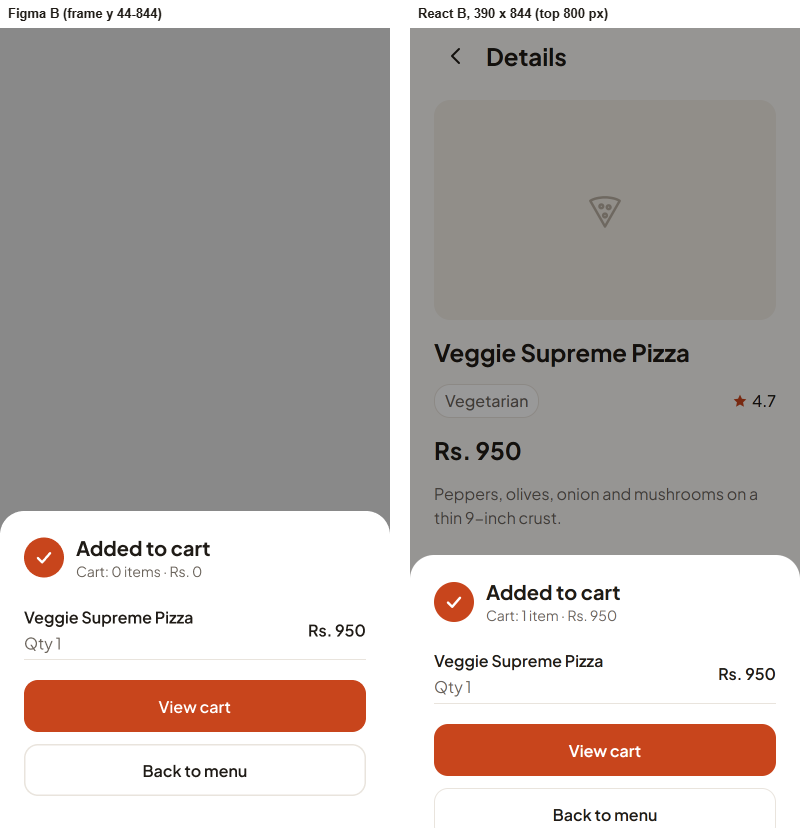 Figma B (frame y 44-844)
Added to cart
Cart: 0 items · Rs. 0
Veggie Supreme Pizza
Qty 1
Rs. 950
View cart
Back to menu
React B, 390 x 844 (top 800 px)
Details
Veggie Supreme Pizza
Vegetarian
4.7
Rs. 950
Peppers, olives, onion and mushrooms on a
thin 9–inch crust.
Added to cart
Cart: 1 item · Rs. 950
Veggie Supreme Pizza
Qty 1
Rs. 950
View cart
Back to menu